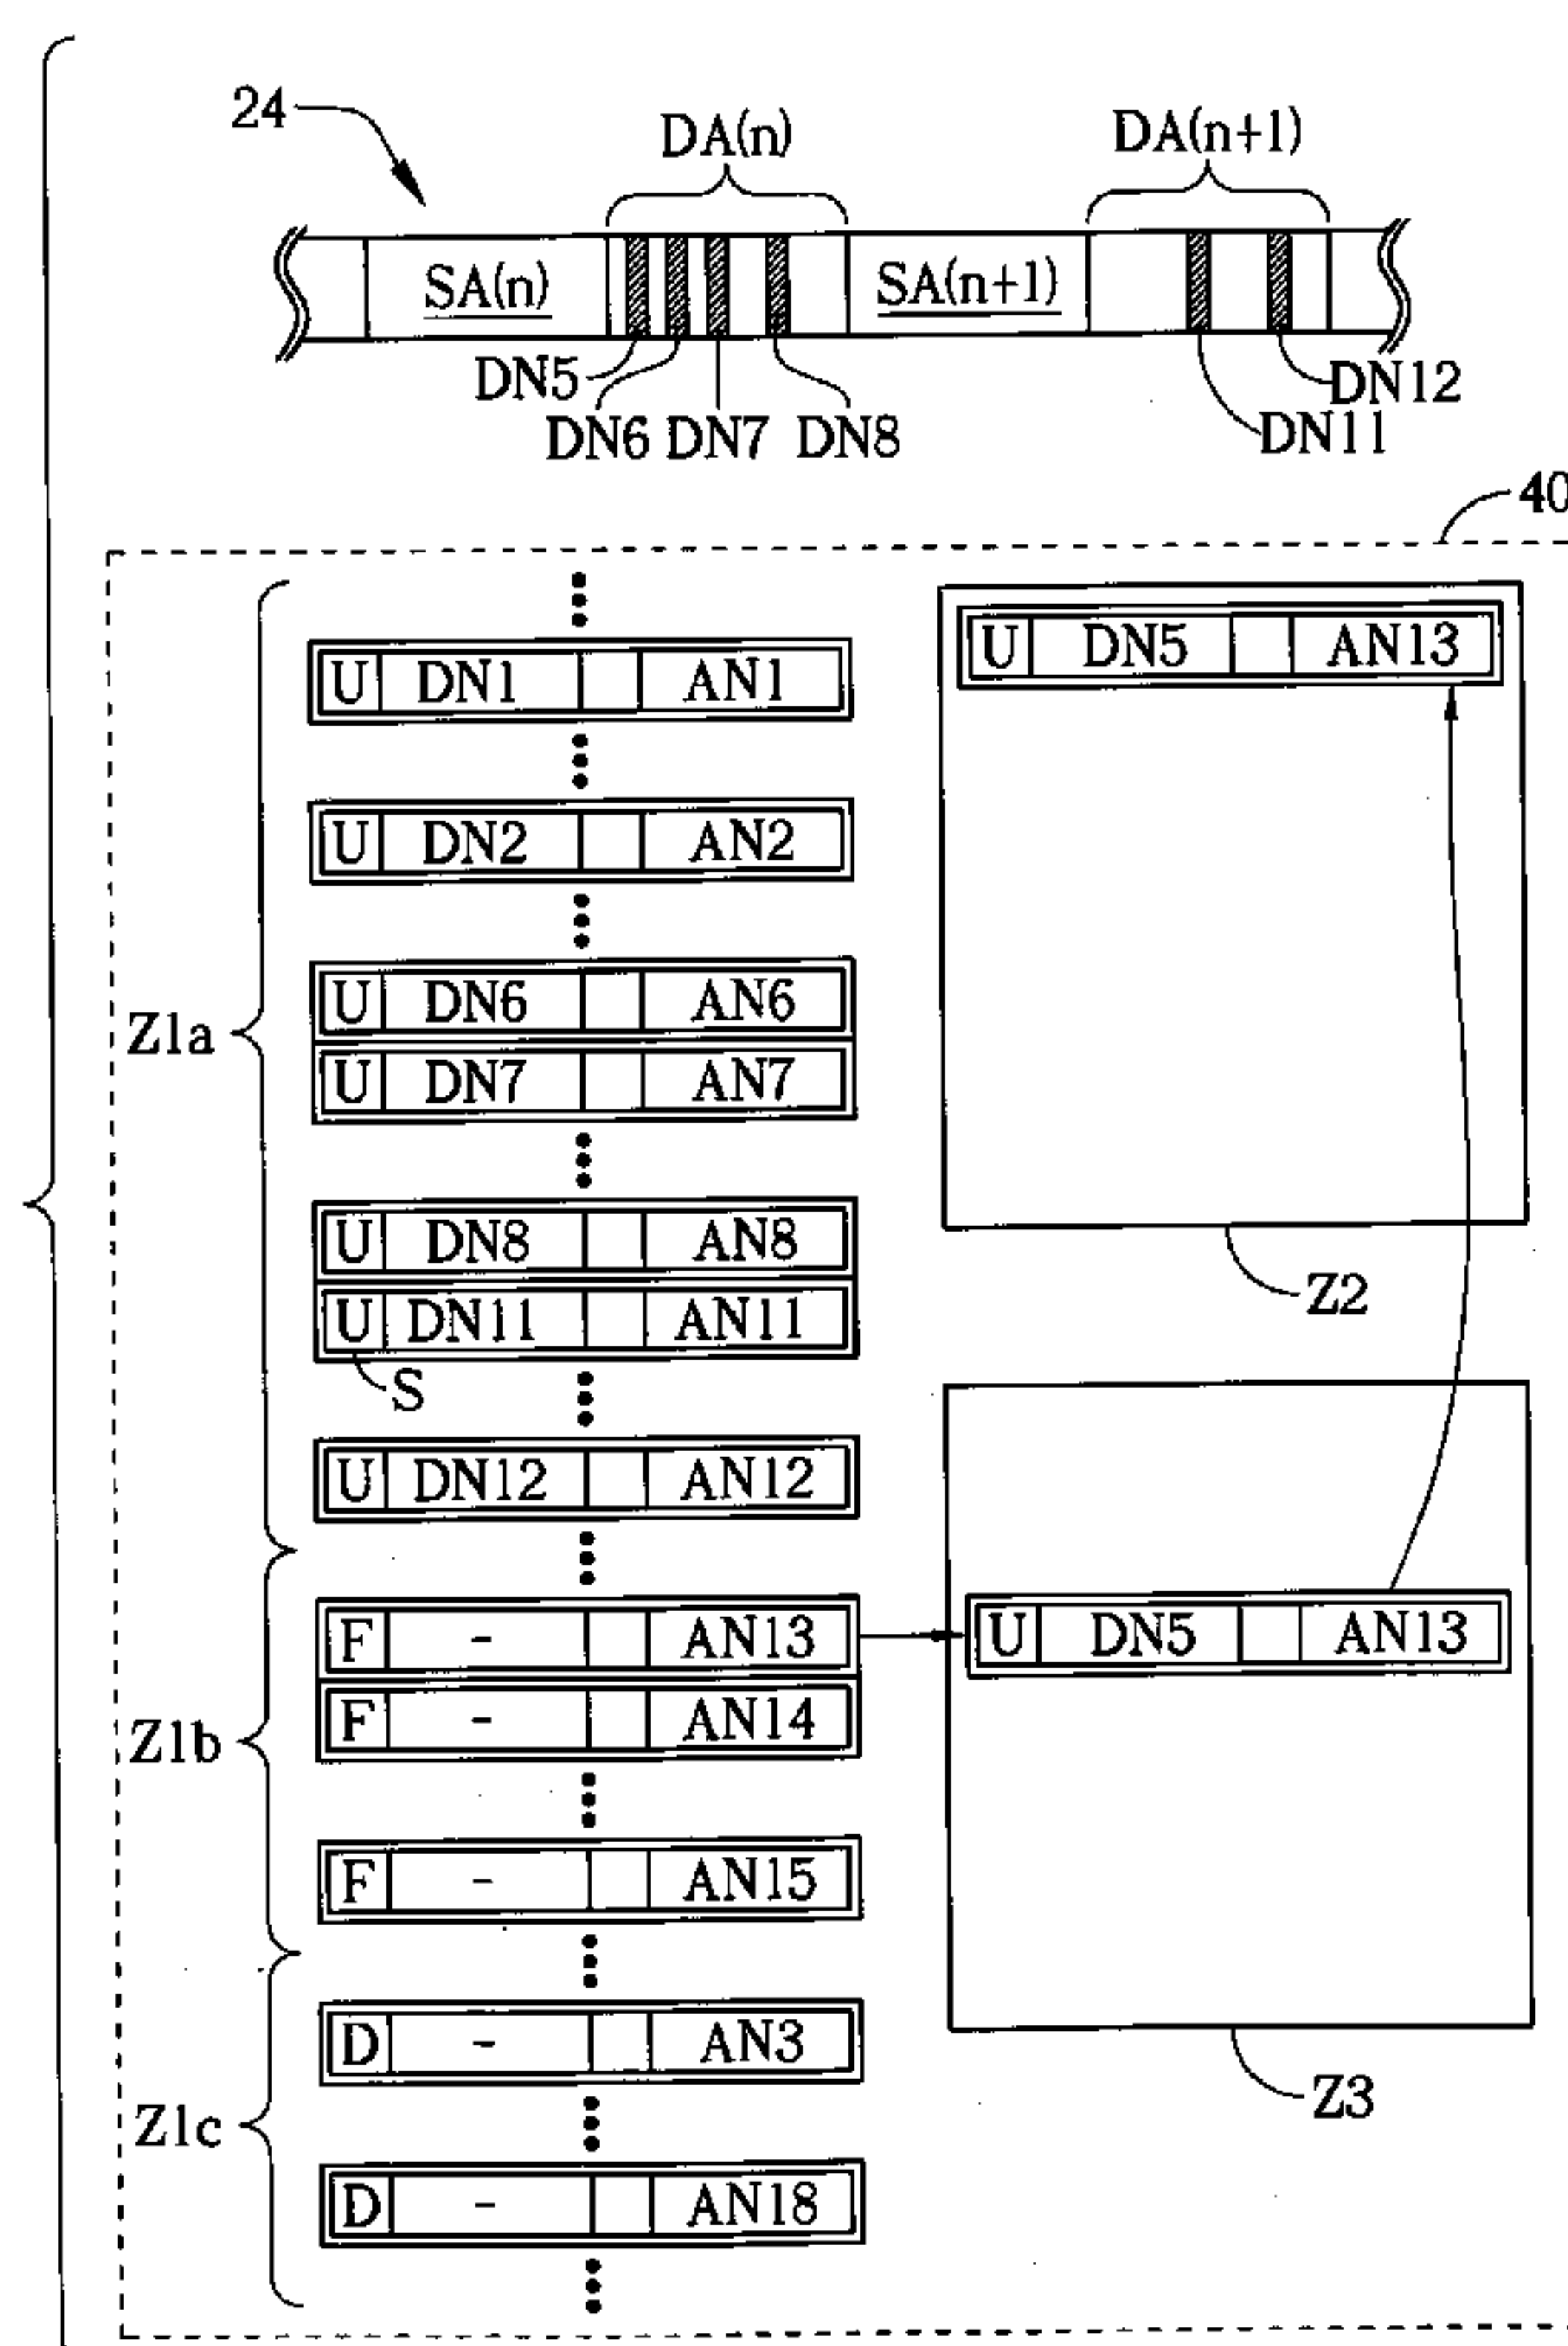 24
DA(n)
DA(n+1)
SA(n)
SA(n+1)
DN5
DN6 DN7 DN8
DN12
DN11
40
Z1a
U DN1 AN1
U DN2 AN2
U DN6 AN6
U DN7 AN7
U DN8 AN8
U DN11 AN11
S
U DN12 AN12
Z1b
F - AN13
F - AN14
F - AN15
Z1c
D - AN3
D - AN18
U DN5 AN13
Z2
U DN5 AN13
Z3